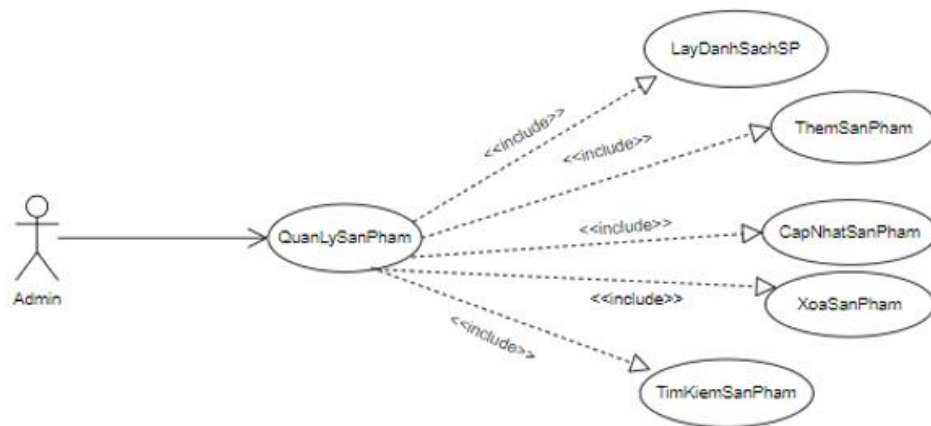 LayDanhSachSP
<<include>>
<<include>>
ThemSanPham
QuanLySanPham
<<include>>
CapNhatSanPham
Admin
<<include>>
XoaSanPham
<<include>>
TimKiemSanPham